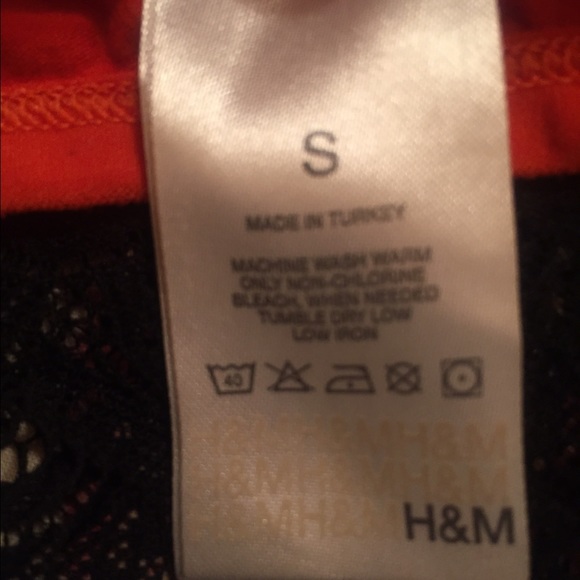 S
MADE IN TURKEY
MACHINE WASH WARM
ONLY NON-CHLORINE
BLEACH, WHEN NEEDED
TUMBLE DRY LOW
LOW IRON
40
H&M H&M H&M
H&M H&M H&M
H&M H&M H&M